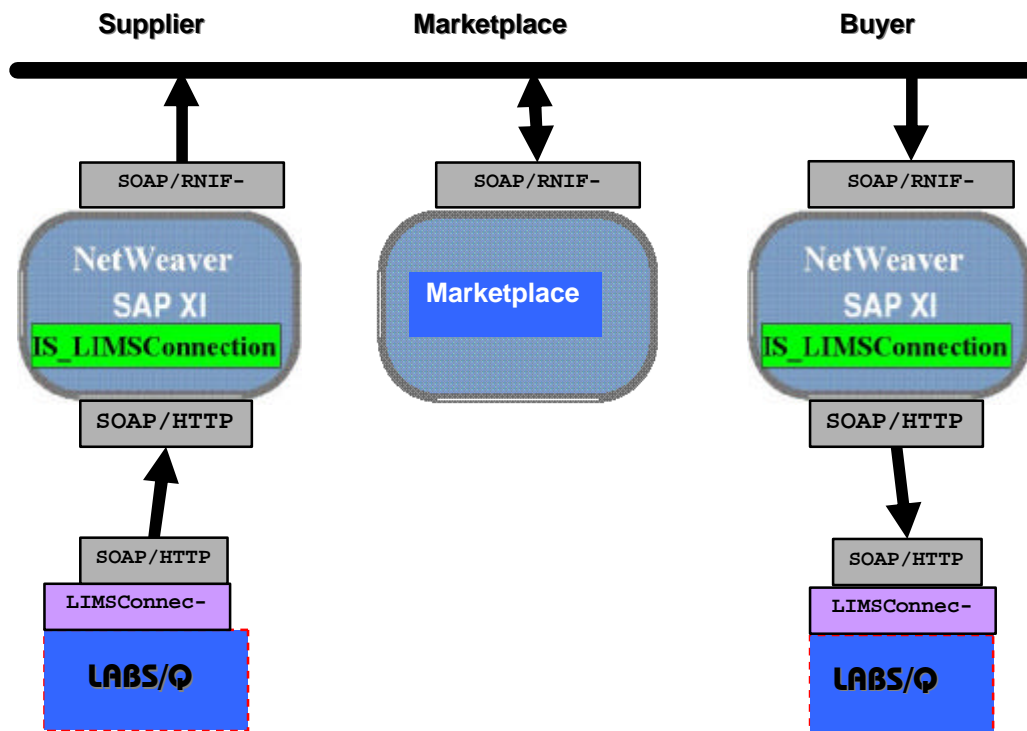 Supplier
Marketplace
Buyer
SOAP/RNIF-
SOAP/RNIF-
SOAP/RNIF-
NetWeaver
SAP XI
IS_LIMSConnection
Marketplace
NetWeaver
SAP XI
IS_LIMSConnection
SOAP/HTTP
SOAP/HTTP
SOAP/HTTP
LIMSConnec-
LABS/Q
SOAP/HTTP
LIMSConnec-
LABS/Q